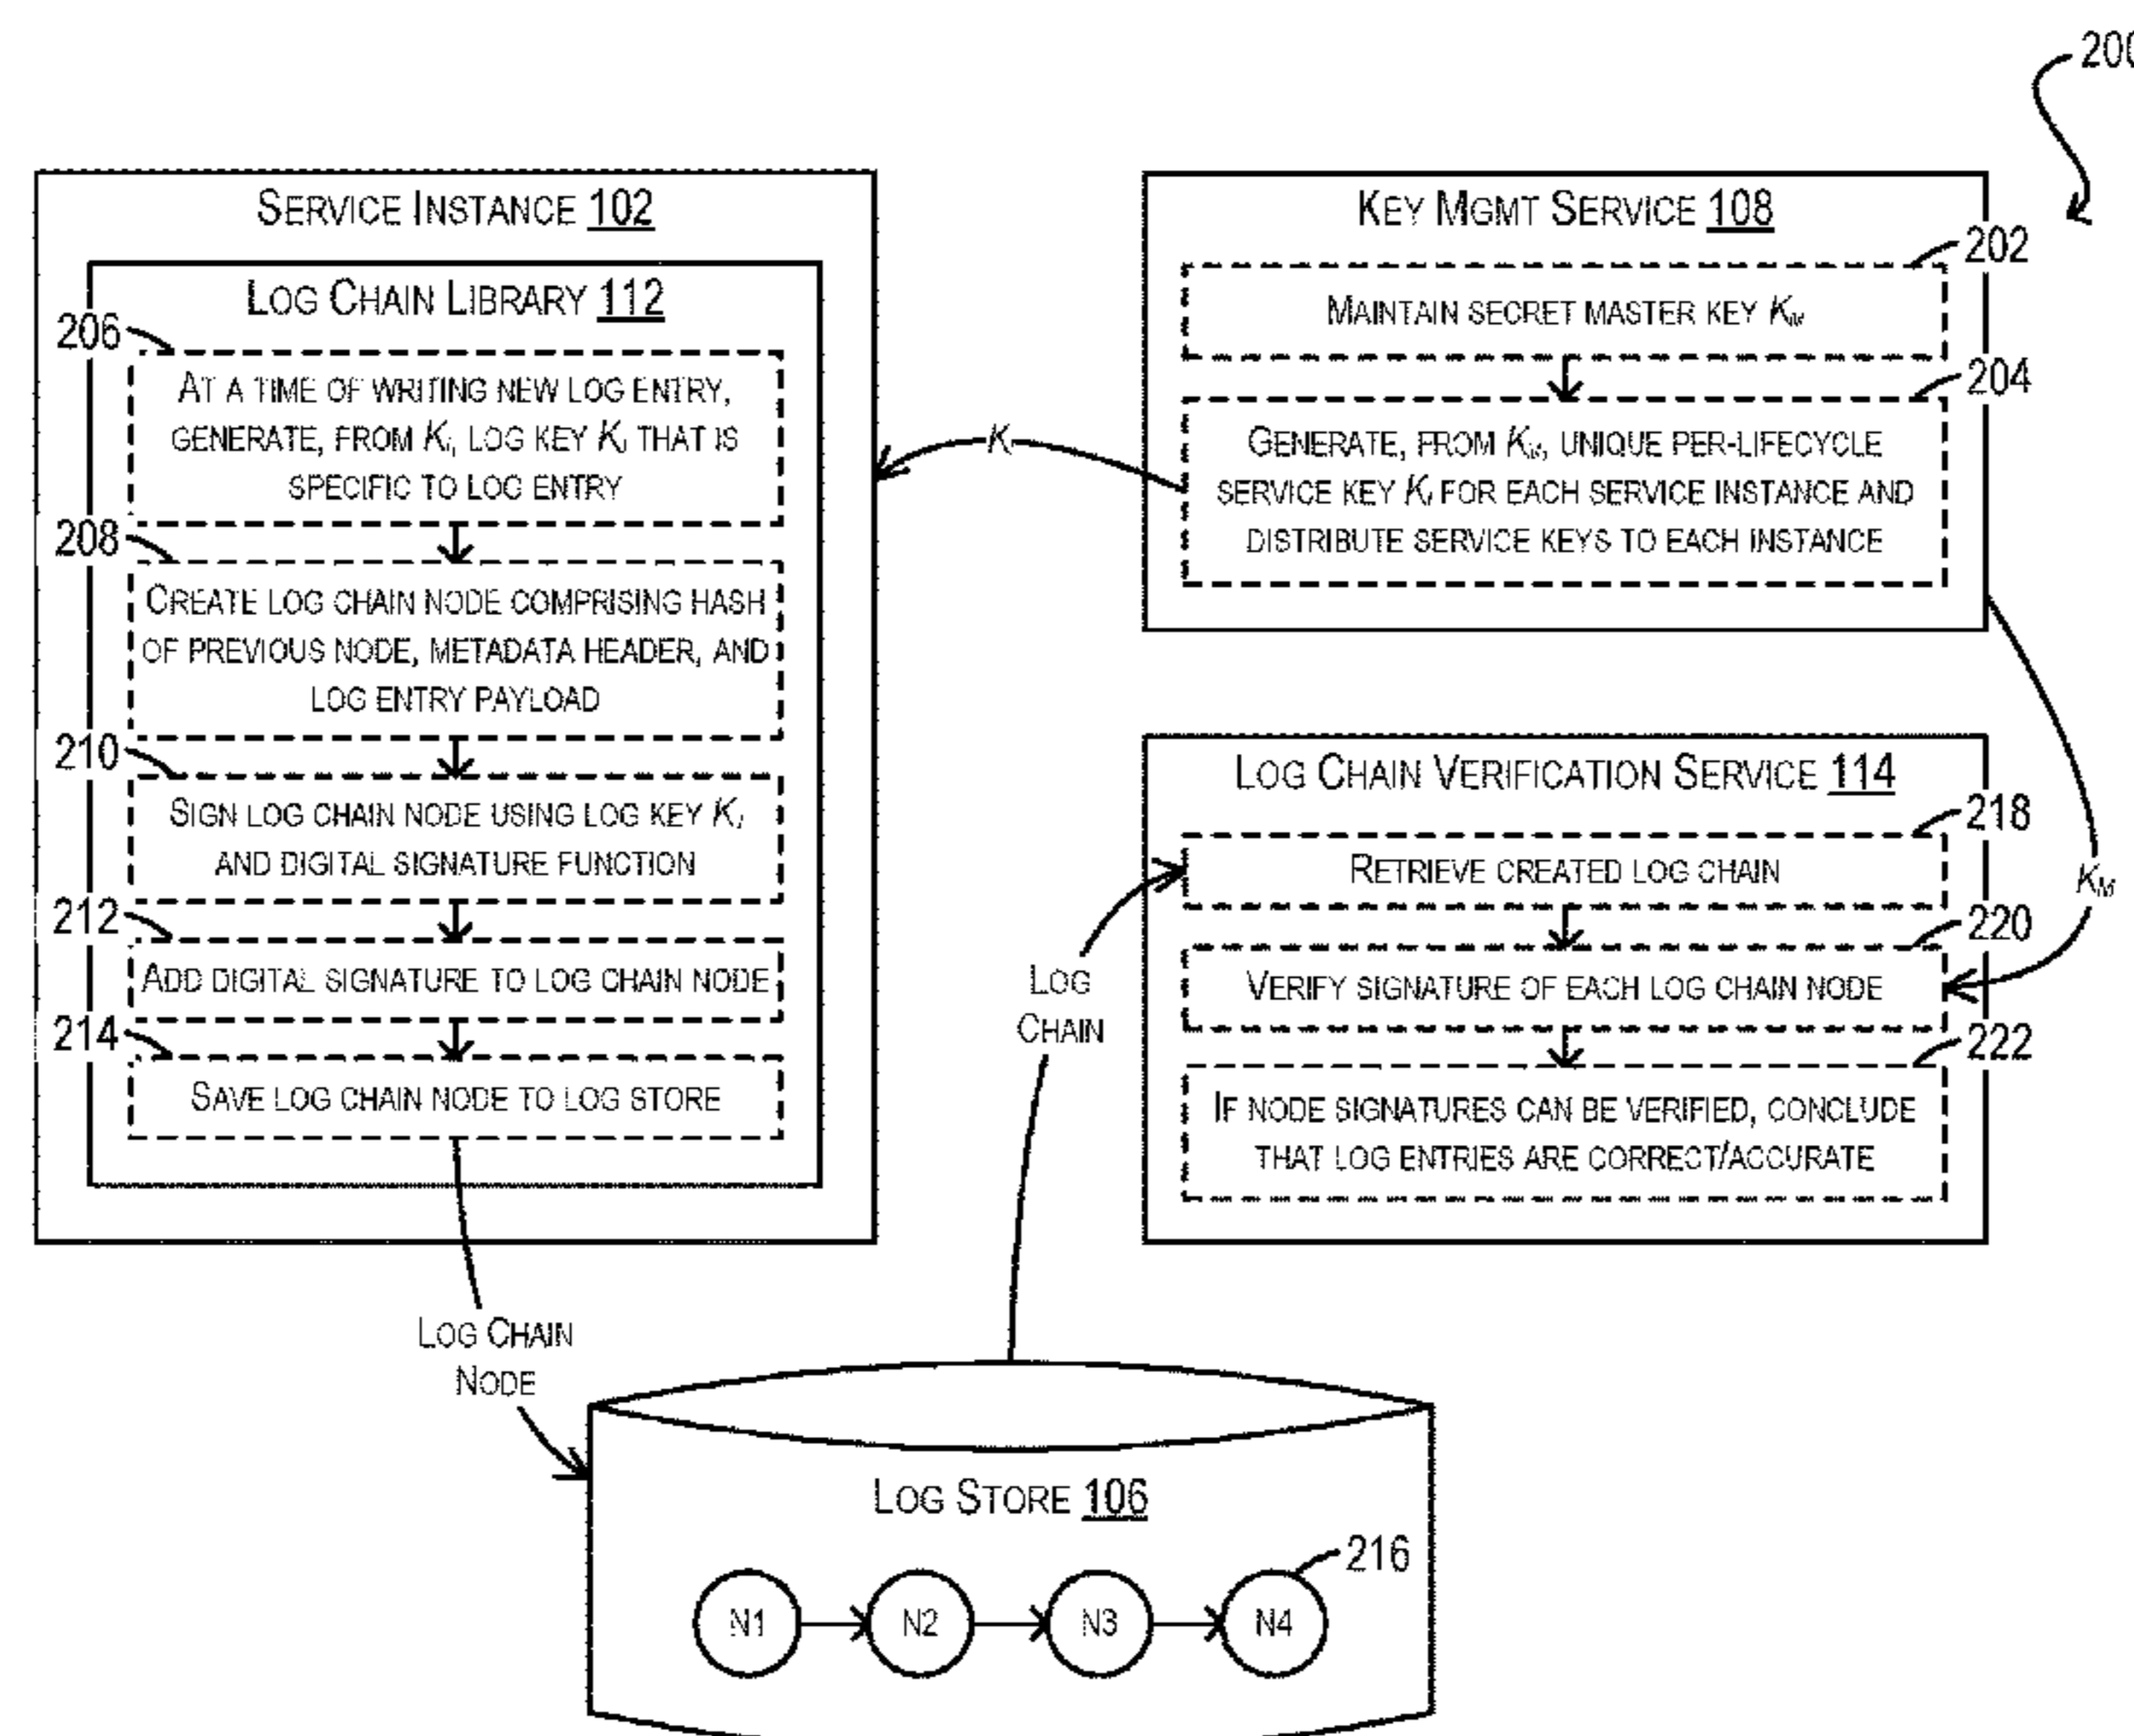 200
SERVICE INSTANCE 102
LOG CHAIN LIBRARY 112
206
AT A TIME OF WRITING NEW LOG ENTRY,
GENERATE, FROM Ki, LOG KEY Kj THAT IS
SPECIFIC TO LOG ENTRY
208
CREATE LOG CHAIN NODE COMPRISING HASH
OF PREVIOUS NODE, METADATA HEADER, AND
LOG ENTRY PAYLOAD
210
SIGN LOG CHAIN NODE USING LOG KEY Kj
AND DIGITAL SIGNATURE FUNCTION
212
ADD DIGITAL SIGNATURE TO LOG CHAIN NODE
214
SAVE LOG CHAIN NODE TO LOG STORE
KEY MGMT SERVICE 108
202
MAINTAIN SECRET MASTER KEY KM
204
GENERATE, FROM KM, UNIQUE PER-LIFECYCLE
SERVICE KEY Ki FOR EACH SERVICE INSTANCE AND
DISTRIBUTE SERVICE KEYS TO EACH INSTANCE
Ki
LOG CHAIN VERIFICATION SERVICE 114
218
RETRIEVE CREATED LOG CHAIN
220
VERIFY SIGNATURE OF EACH LOG CHAIN NODE
222
IF NODE SIGNATURES CAN BE VERIFIED, CONCLUDE
THAT LOG ENTRIES ARE CORRECT/ACCURATE
KM
LOG
CHAIN
LOG CHAIN
NODE
LOG STORE 106
216
N1 N2 N3 N4